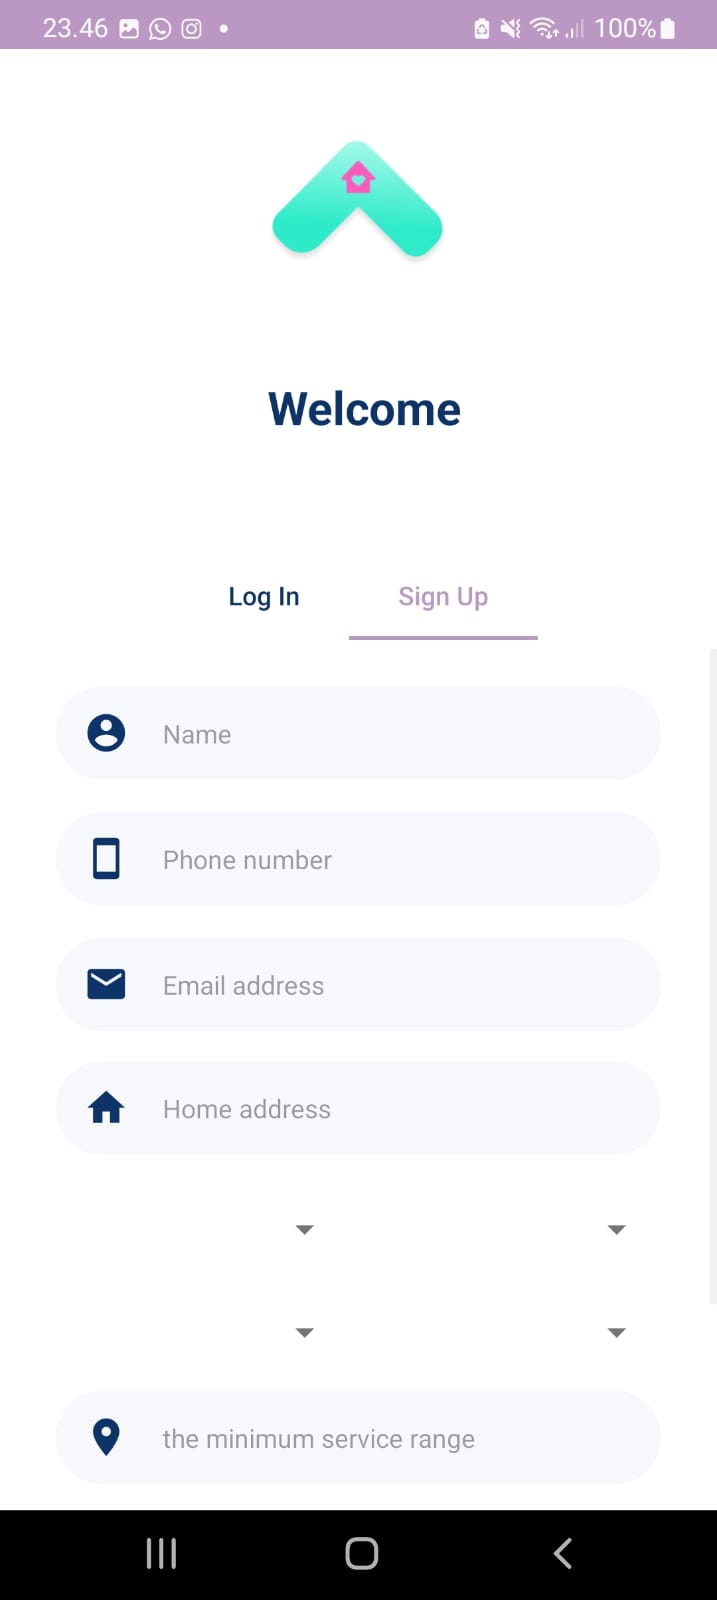 23.46
100%
Welcome
Log In
Sign Up
Name
Phone number
Email address
Home address
the minimum service range